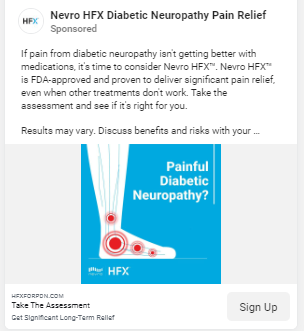 HFX
Nevro HFX Diabetic Neuropathy Pain Relief
Sponsored
If pain from diabetic neuropathy isn't getting better with
medications, it's time to consider Nevro HFX™. Nevro HFX™
is FDA-approved and proven to deliver significant pain relief,
even when other treatments don't work. Take the
assessment and see if it's right for you.
Results may vary. Discuss benefits and risks with your ...
Painful
Diabetic
Neuropathy?
nevro HFX™
HFXFORPDN.COM
Take The Assessment
Get Significant Long-Term Relief
Sign Up